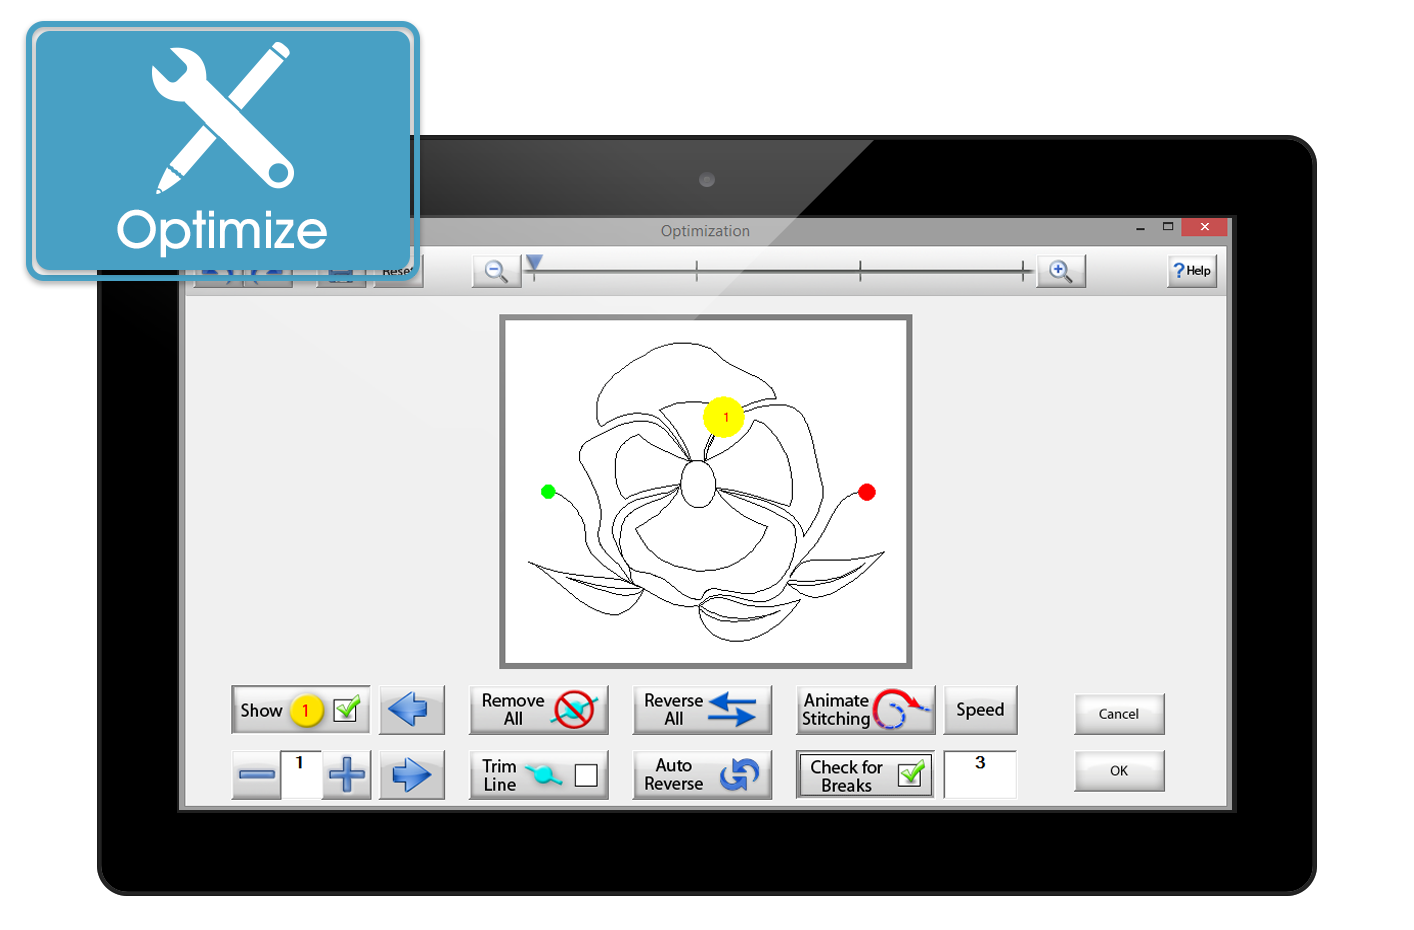 Optimize
Optimization
Reset
? Help
1
Show 1
Remove
All
Reverse
All
Animate
Stitching
Speed
Cancel
1
Trim
Line
Auto
Reverse
Check for
Breaks
3
OK